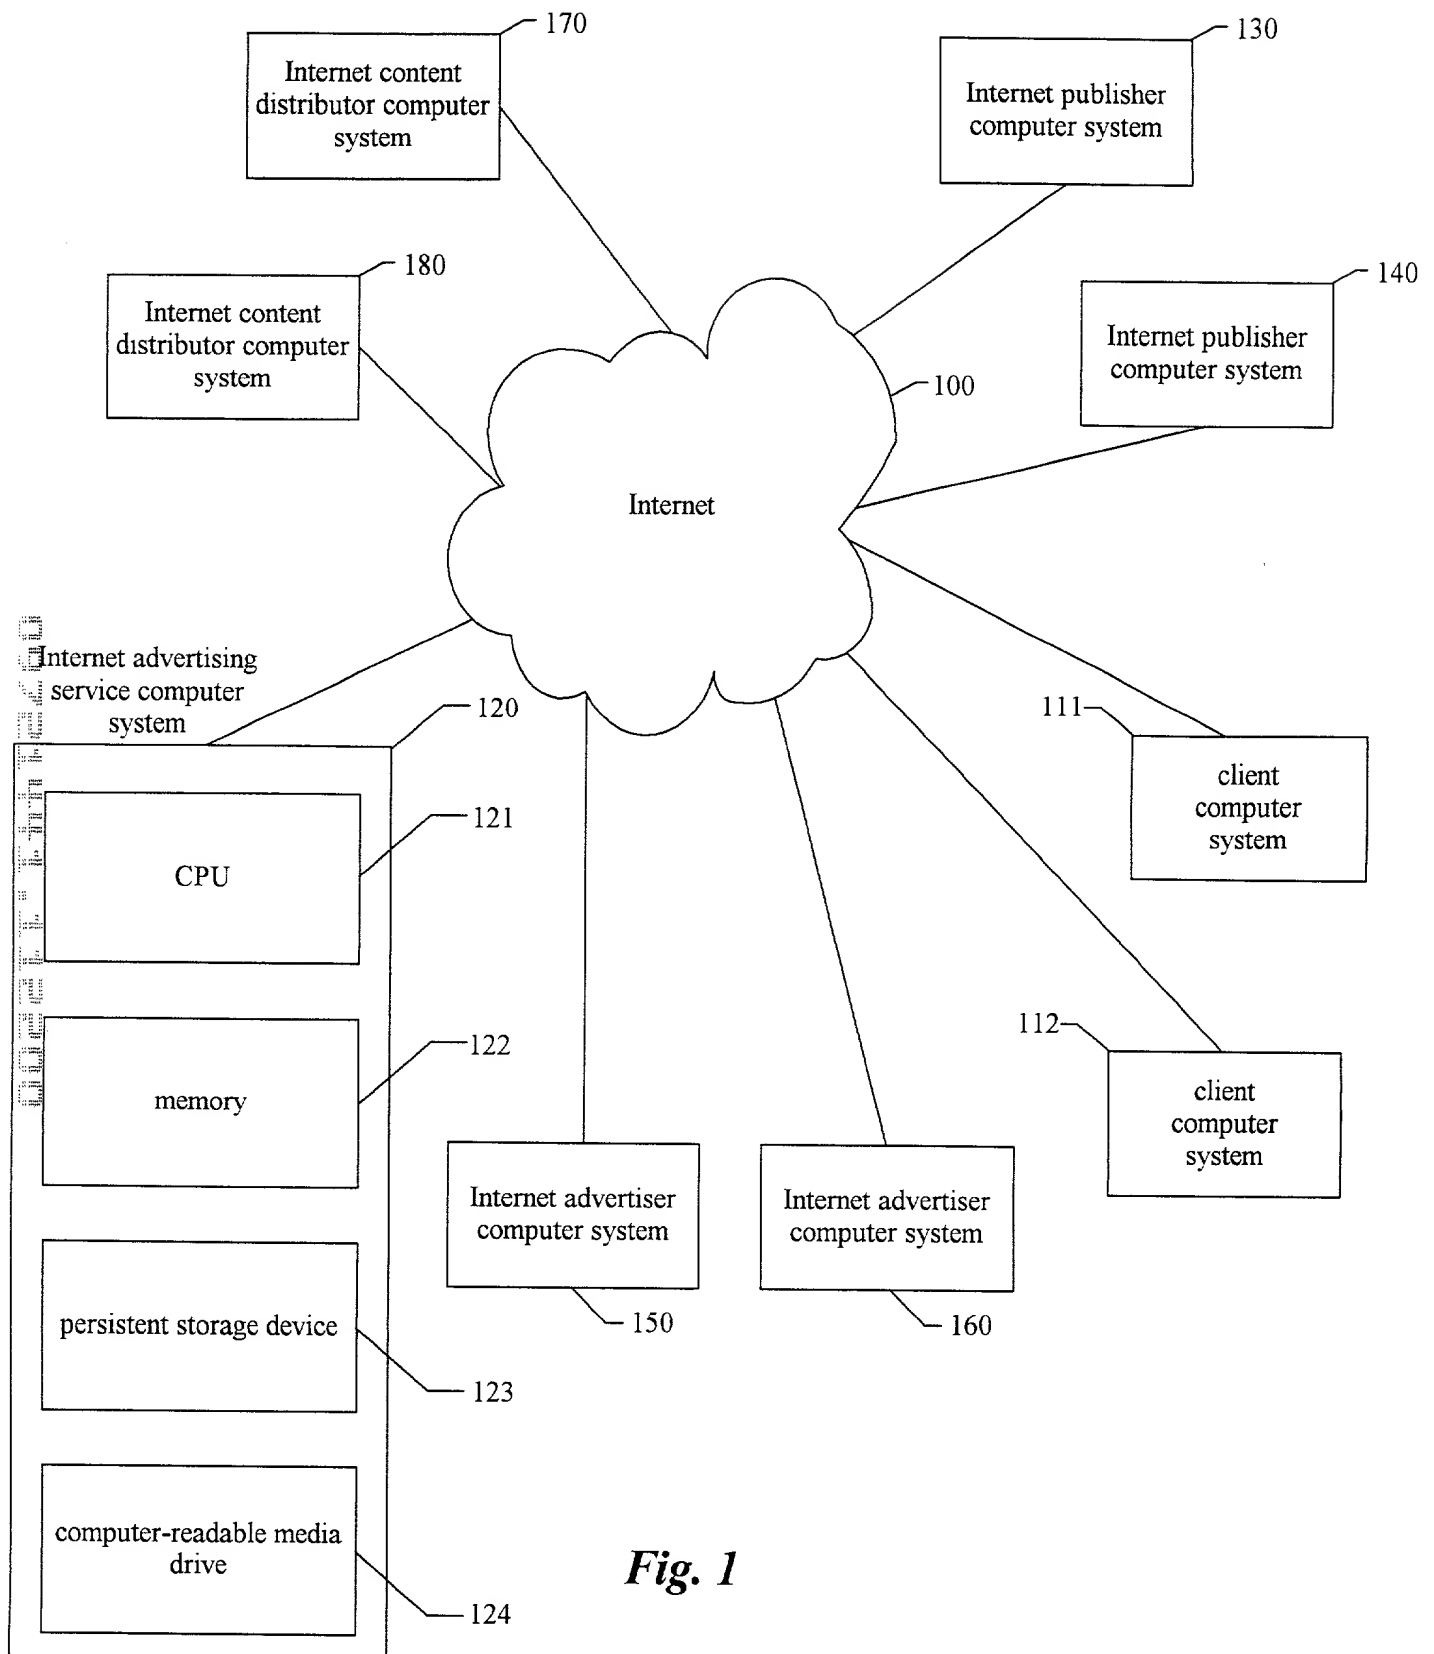 170
Internet content
distributor computer
system
130
Internet publisher
computer system
180
Internet content
distributor computer
system
140
Internet publisher
computer system
100
Internet
Internet advertising
service computer
system
120
111
client
computer
system
CPU
121
memory
122
112
client
computer
system
Internet advertiser
computer system
150
Internet advertiser
computer system
160
persistent storage device
123
computer-readable media
drive
124
Fig. 1